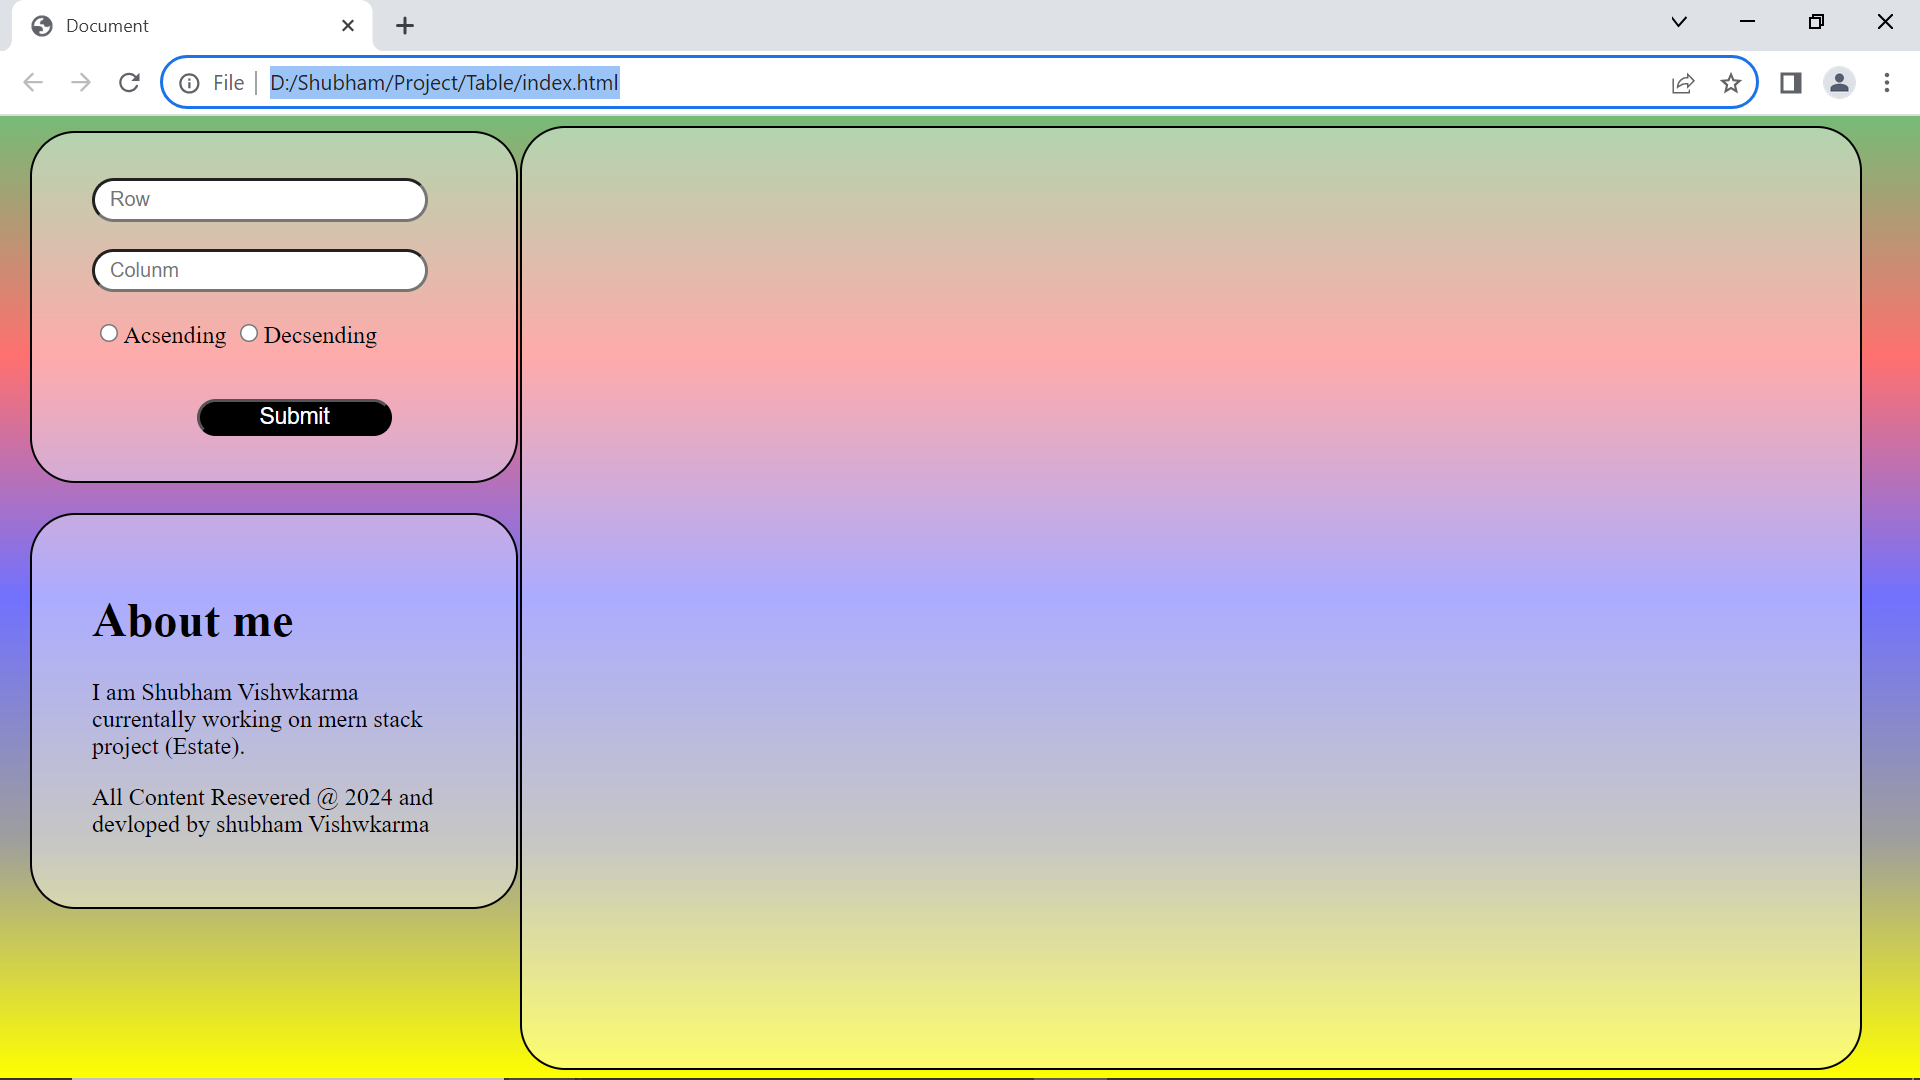 Document
File
D:/Shubham/Project/Table/index.html
Row
Colunm
Acsending Decsending
Submit
About me
I am Shubham Vishwkarma
currentally working on mern stack
project (Estate).
All Content Resevered @ 2024 and
devloped by shubham Vishwkarma